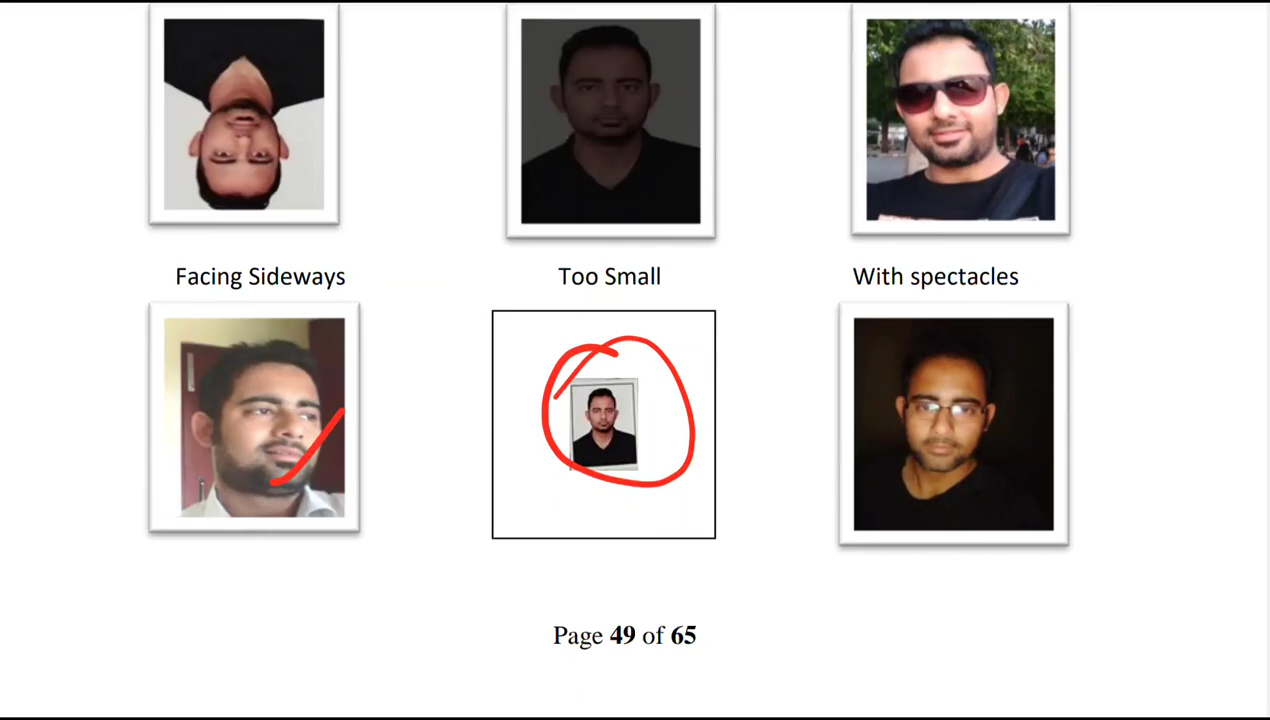 Facing Sideways
Too Small
With spectacles
Page 49 of 65